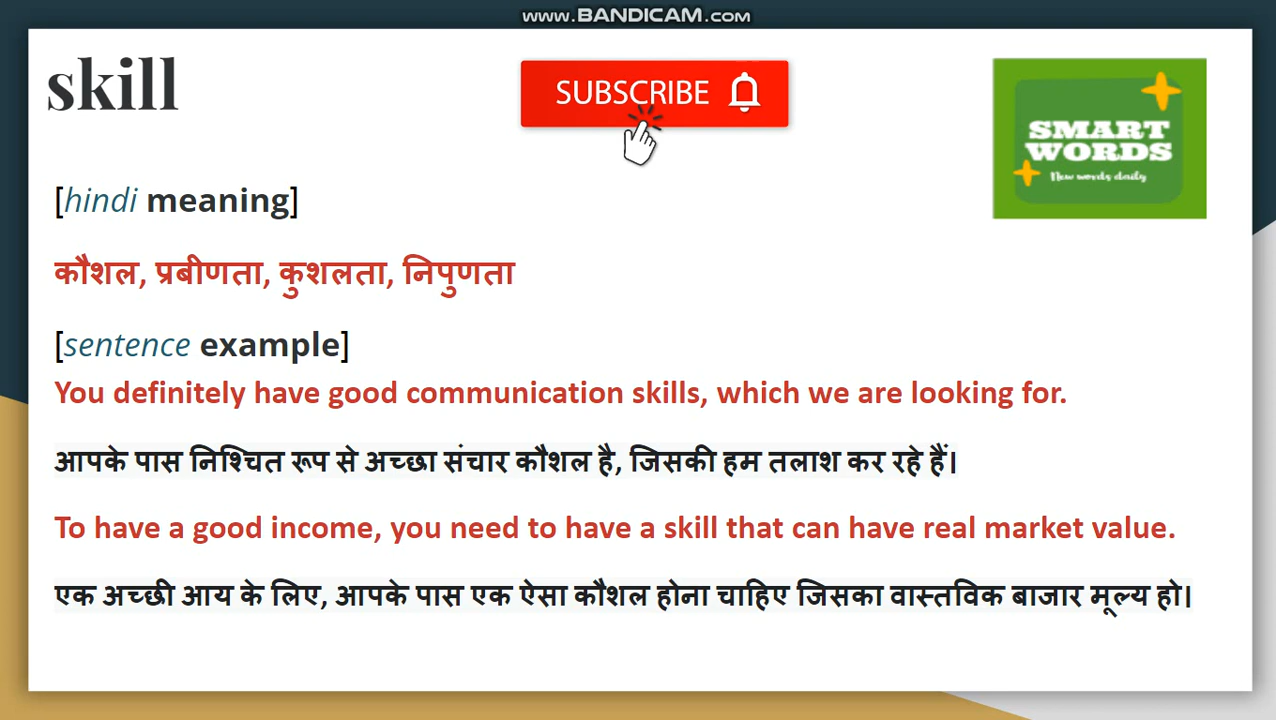 www.BANDICAM.com
skill
SUBSCRIBE
SMART
WORDS
New words daily
[hindi meaning]
कौशल, प्रबीणता, कुशलता, निपुणता
[sentence example]
You definitely have good communication skills, which we are looking for.
आपके पास निश्चित रूप से अच्छा संचार कौशल है, जिसकी हम तलाश कर रहे हैं।
To have a good income, you need to have a skill that can have real market value.
एक अच्छी आय के लिए, आपके पास एक ऐसा कौशल होना चाहिए जिसका वास्तविक बाजार मूल्य हो।